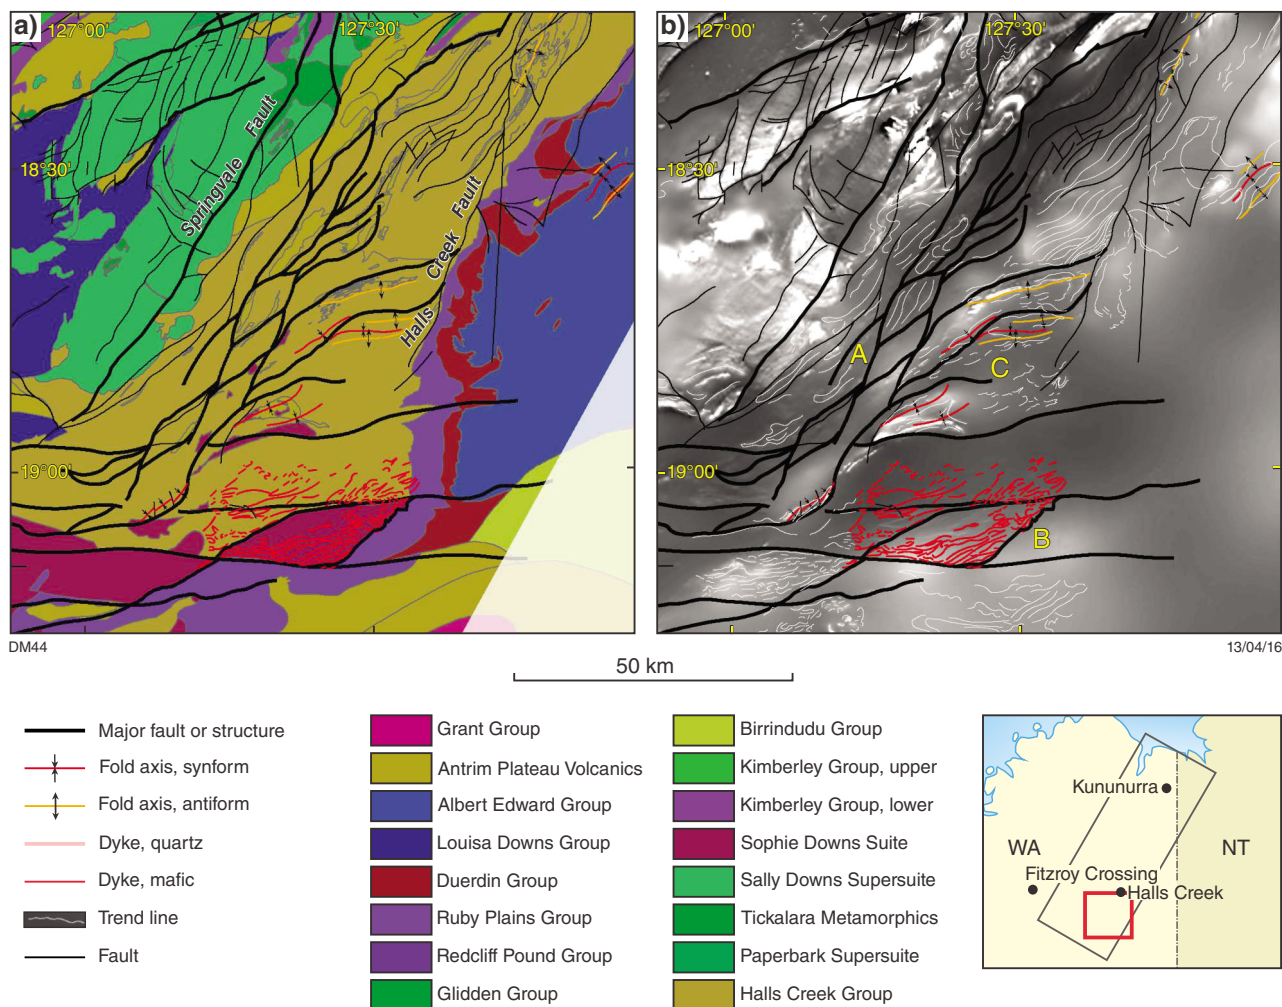 a)
127°00'
127°30'
18°30'
19°00'
Springvale Fault
Halls Creek Fault
b)
127°00'
127°30'
18°30'
19°00'
A
B
C
DM44
13/04/16
50 km
Major fault or structure
Fold axis, synform
Fold axis, antiform
Dyke, quartz
Dyke, mafic
Trend line
Fault
Grant Group
Antrim Plateau Volcanics
Albert Edward Group
Louisa Downs Group
Duerdin Group
Ruby Plains Group
Redcliff Pound Group
Glidden Group
Birrindudu Group
Kimberley Group, upper
Kimberley Group, lower
Sophie Downs Suite
Sally Downs Supersuite
Tickalara Metamorphics
Paperbark Supersuite
Halls Creek Group
Kununurra
WA
NT
Fitzroy Crossing
Halls Creek